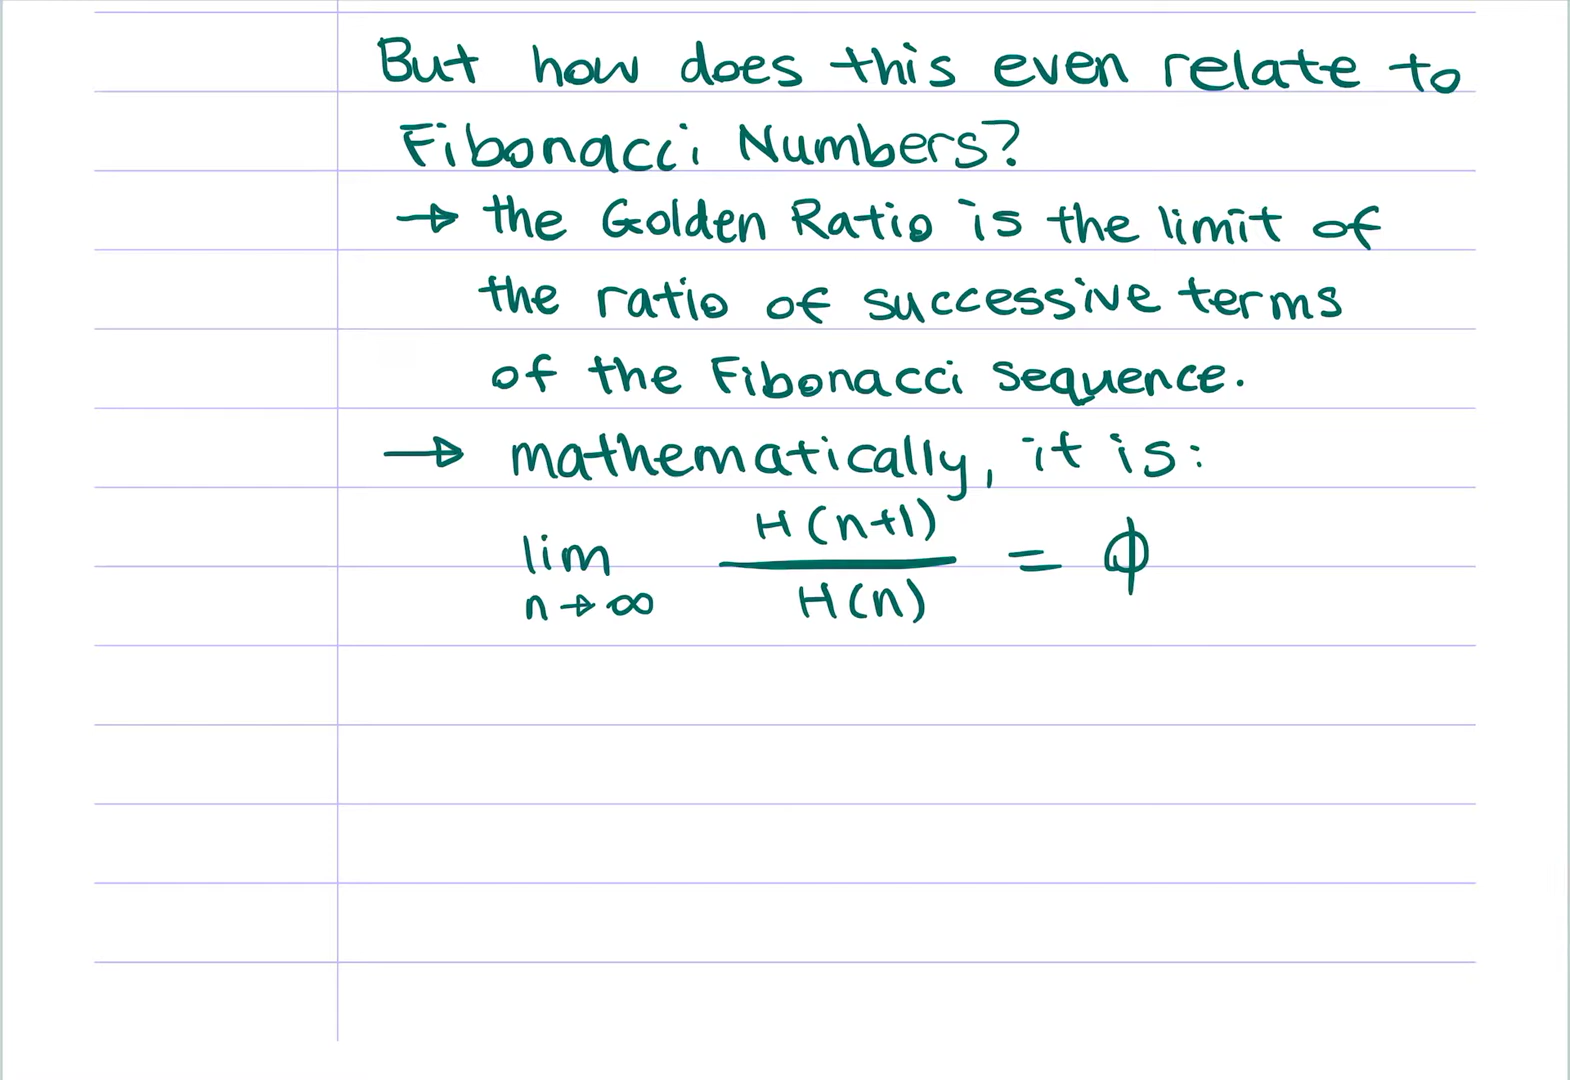 But how does this even relate to
Fibonacci Numbers?
→ the Golden Ratio is the limit of
the ratio of successive terms
of the Fibonacci sequence.
→ mathematically, it is:
lim H(n+1) = ϕ
n→∞ H(n)